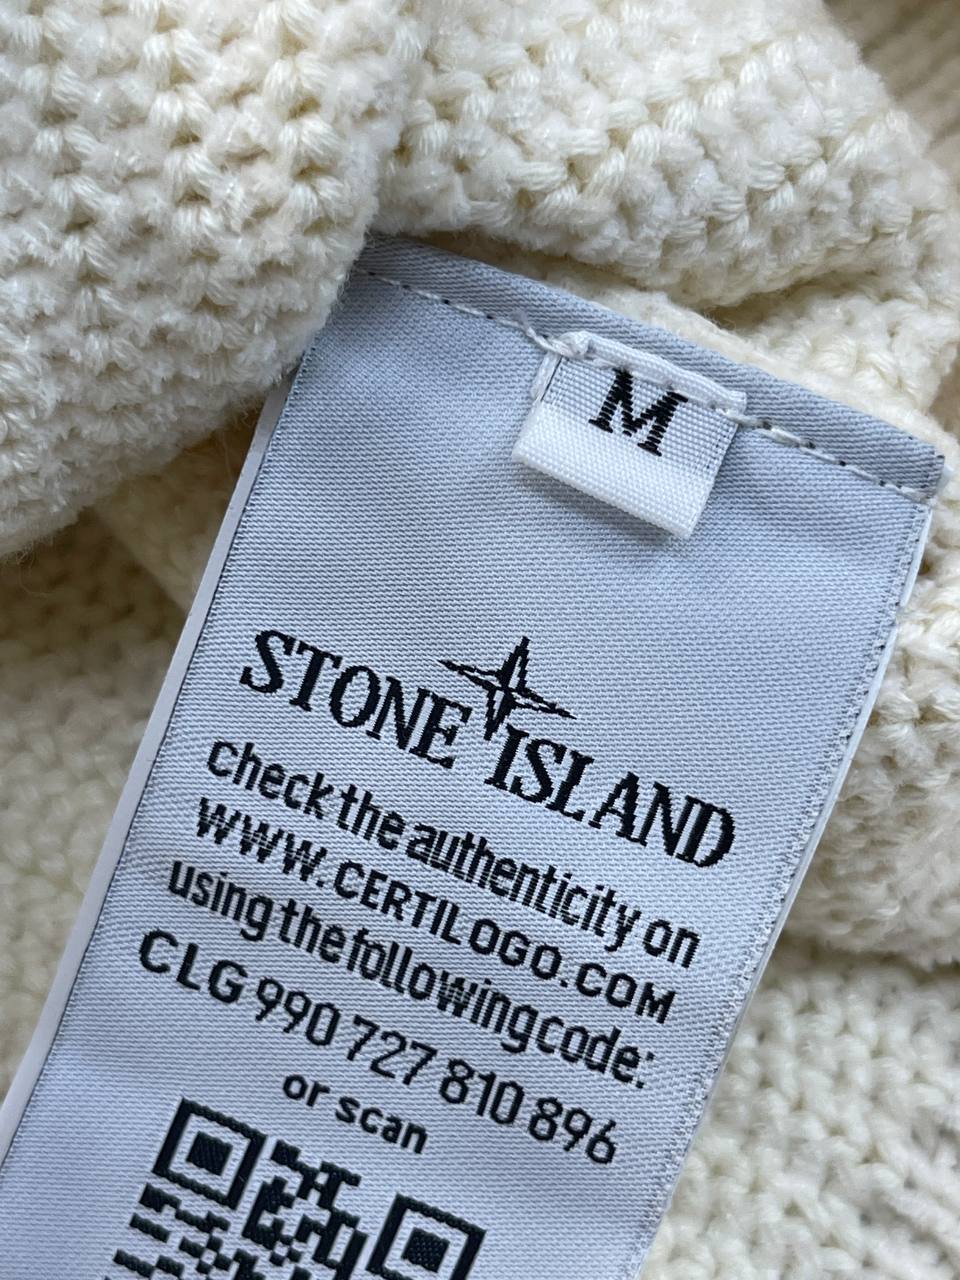 M
STONE ISLAND
check the authenticity on
WWW.CERTILOGO.COM
using the following code:
CLG 990 727 810 896
or scan